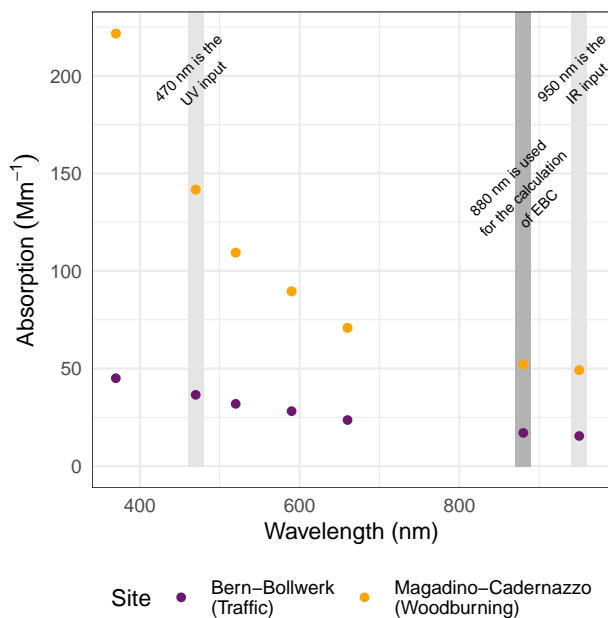 470 nm is the
UV input
950 nm is the
IR input
880 nm is used
for the calculation
of EBC
Absorption (Mm⁻¹)
200
150
100
50
0
400
600
800
Wavelength (nm)
Site
Bern−Bollwerk
(Traffic)
Magadino−Cadernazzo
(Woodburning)